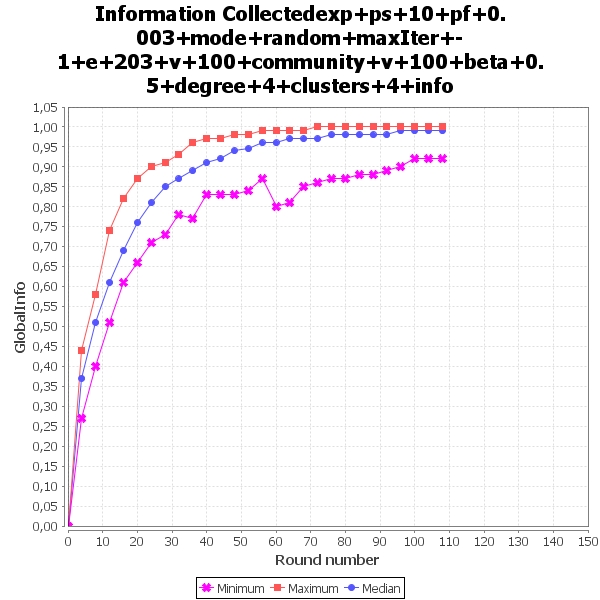 Information Collectedexp+ps+10+pf+0.
003+mode+random+maxIter+-
1+e+203+v+100+community+v+100+beta+0.
5+degree+4+clusters+4+info
1,05
1,00
0,95
0,90
0,85
0,80
0,75
0,70
0,65
0,60
0,55
0,50
0,45
0,40
0,35
0,30
0,25
0,20
0,15
0,10
0,05
0,00
GlobalInfo
0 10 20 30 40 50 60 70 80 90 100 110 120 130 140 150
Round number
Minimum Maximum Median